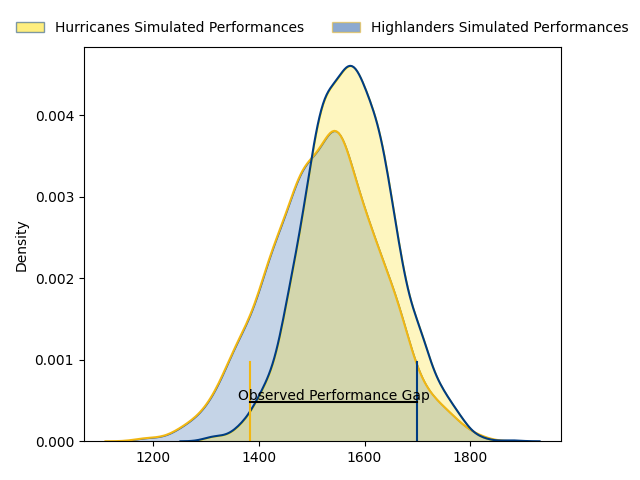 Hurricanes Simulated Performances
Highlanders Simulated Performances
0.004
0.003
0.002
0.001
0.000
Density
Observed Performance Gap
1200 1400 1600 1800